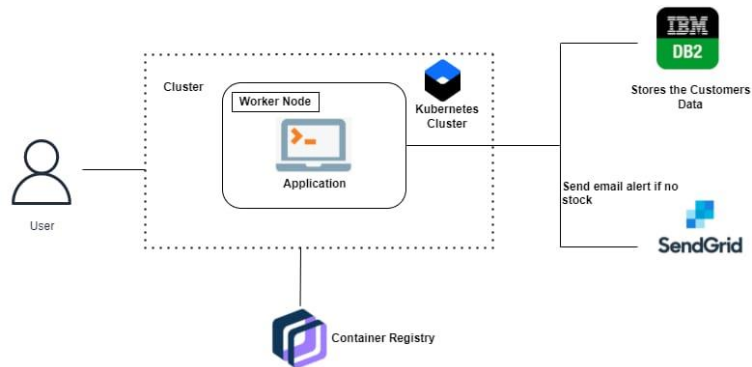 IBM
DB2
Stores the Customers
Data
Cluster
Worker Node
Kubernetes
Cluster
Application
User
Send email alert if no
stock
SendGrid
Container Registry